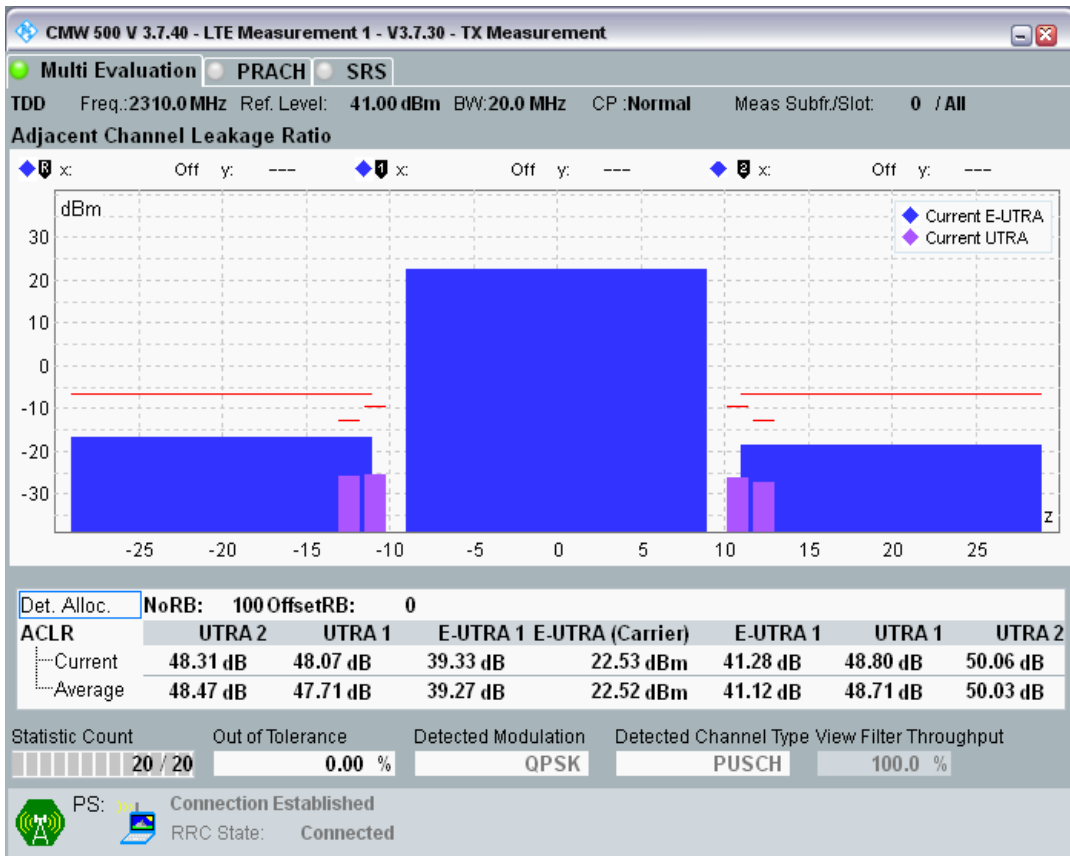 CMW 500 V 3.7.40 - LTE Measurement 1 - V3.7.30 - TX Measurement
Multi Evaluation PRACH SRS
TDD Freq.:2310.0 MHz Ref. Level: 41.00 dBm BW:20.0 MHz CP :Normal Meas Subfr./Slot: 0 / All
Adjacent Channel Leakage Ratio
R x: Off y: --- 1 x: Off y: --- 2 x: Off y: ---
dBm
Current E-UTRA
Current UTRA
30
20
10
0
-10
-20
-30
z
-25 -20 -15 -10 -5 0 5 10 15 20 25
Det. Alloc. NoRB: 100 OffsetRB: 0
ACLR UTRA 2 UTRA 1 E-UTRA 1 E-UTRA (Carrier) E-UTRA 1 UTRA 1 UTRA 2
Current 48.31 dB 48.07 dB 39.33 dB 22.53 dBm 41.28 dB 48.80 dB 50.06 dB
Average 48.47 dB 47.71 dB 39.27 dB 22.52 dBm 41.12 dB 48.71 dB 50.03 dB
Statistic Count Out of Tolerance Detected Modulation Detected Channel Type View Filter Throughput
20 / 20 0.00 % QPSK PUSCH 100.0 %
PS: Connection Established
RRC State: Connected